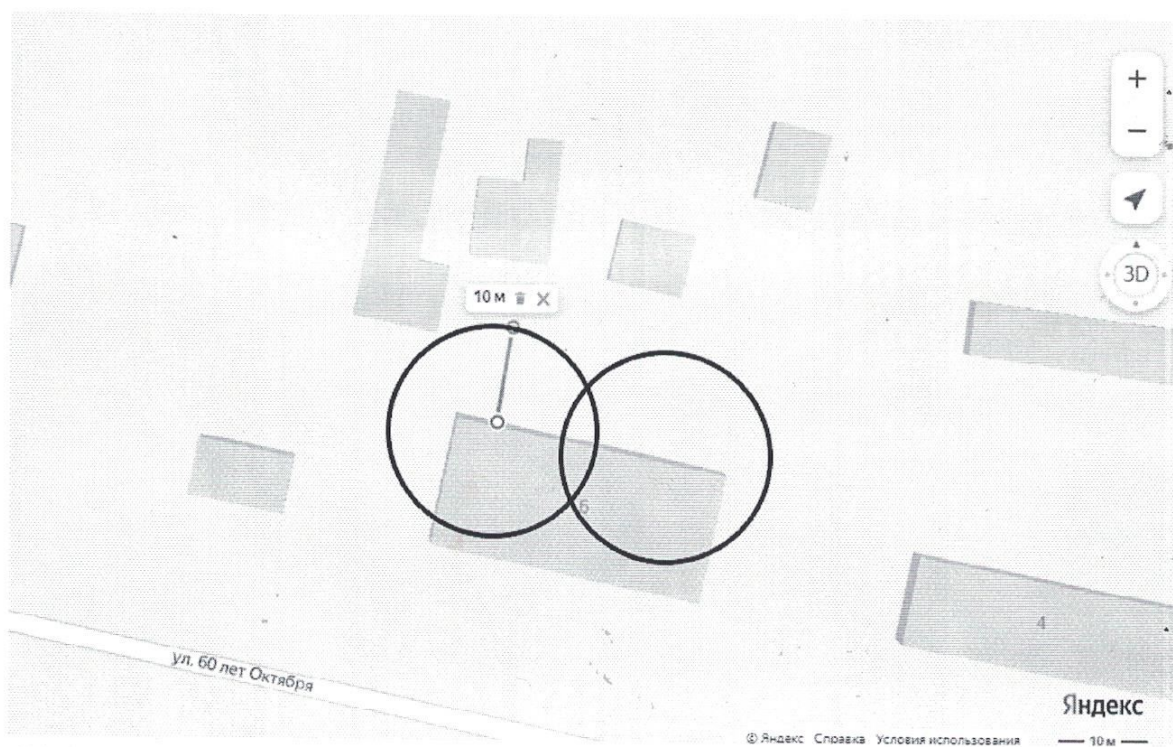 +
−
3D
10 м
6
4
ул. 60 лет Октября
Яндекс
© Яндекс Справка Условия использования
10 м